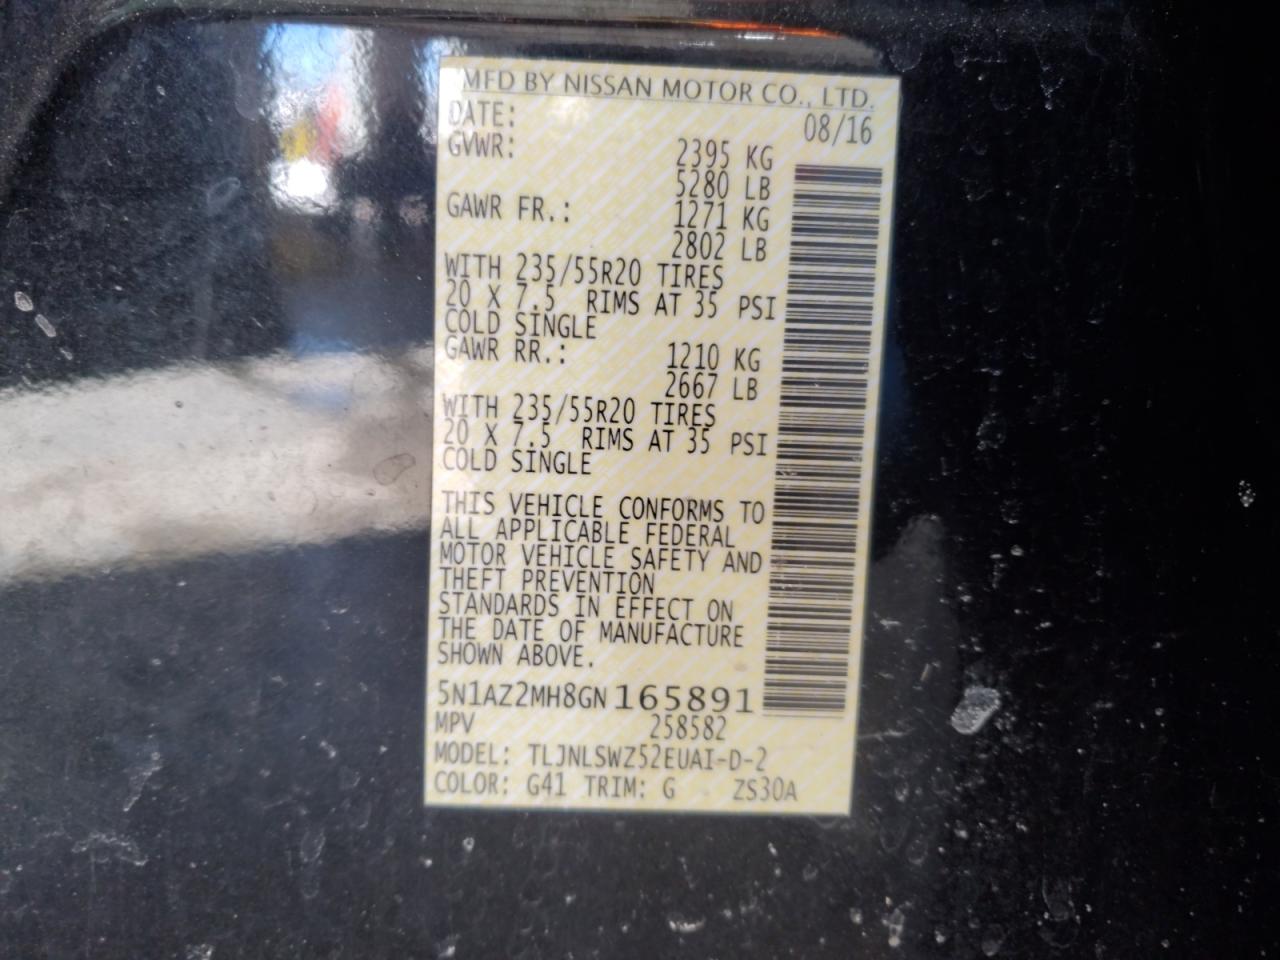 MFD BY NISSAN MOTOR CO., LTD.
DATE: 08/16
GVWR: 2395 KG
5280 LB
GAWR FR.: 1271 KG
2802 LB
WITH 235/55R20 TIRES
20 X 7.5 RIMS AT 35 PSI
COLD SINGLE
GAWR RR.: 1210 KG
2667 LB
WITH 235/55R20 TIRES
20 X 7.5 RIMS AT 35 PSI
COLD SINGLE
THIS VEHICLE CONFORMS TO
ALL APPLICABLE FEDERAL
MOTOR VEHICLE SAFETY AND
THEFT PREVENTION
STANDARDS IN EFFECT ON
THE DATE OF MANUFACTURE
SHOWN ABOVE.
5N1AZ2MH8GN165891
MPV 258582
MODEL: TLJNLSWZ52EUAI-D-2
COLOR: G41 TRIM: G ZS30A